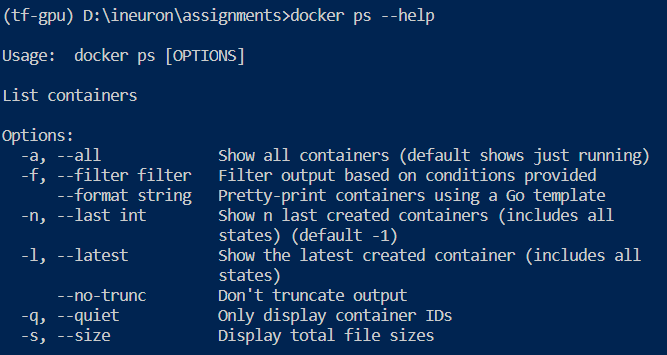 (tf-gpu) D:\ineuron\assignments>docker ps --help
Usage:  docker ps [OPTIONS]
List containers
Options:
  -a, --all             Show all containers (default shows just running)
  -f, --filter filter   Filter output based on conditions provided
      --format string   Pretty-print containers using a Go template
  -n, --last int        Show n last created containers (includes all
                        states) (default -1)
  -l, --latest          Show the latest created container (includes all
                        states)
      --no-trunc        Don't truncate output
  -q, --quiet           Only display container IDs
  -s, --size            Display total file sizes